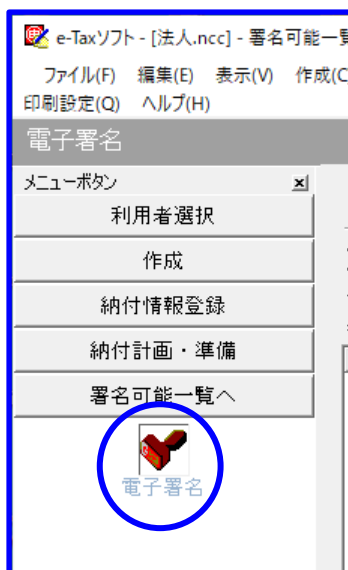 e-Taxソフト - [法人.ncc] - 署名可能一覧
ファイル(F) 編集(E) 表示(V) 作成(C
印刷設定(Q) ヘルプ(H)
電子署名
メニューボタン
利用者選択
作成
納付情報登録
納付計画・準備
署名可能一覧へ
電子署名